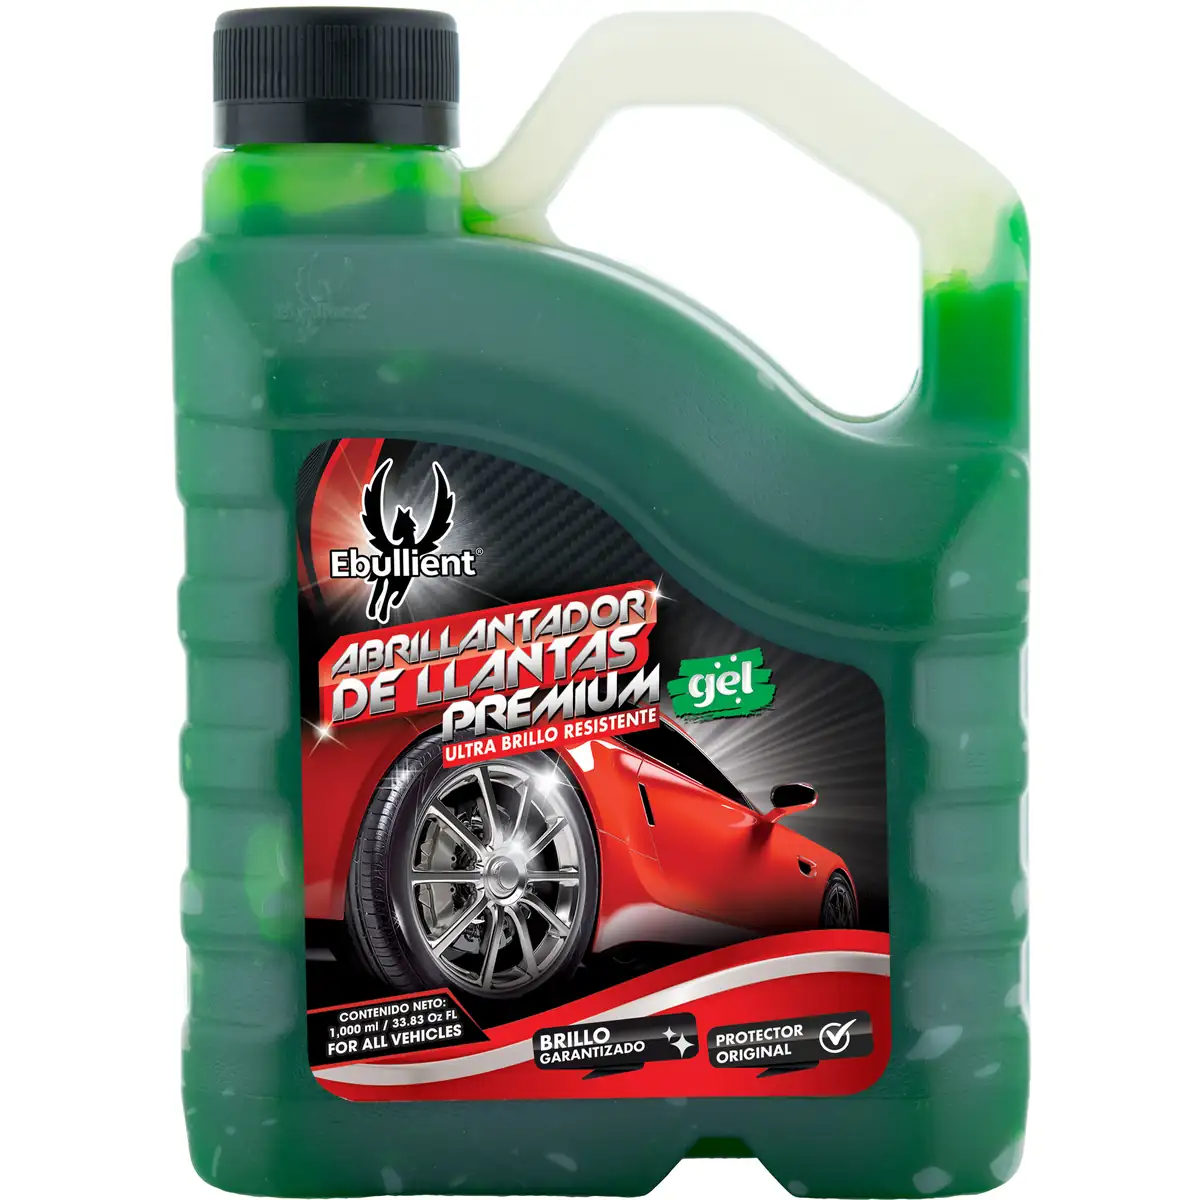 Ebullient®
ABRILLANTADOR
DE LLANTAS
PREMIUM
gel
ULTRA BRILLO RESISTENTE
CONTENIDO NETO:
1,000 ml / 33.83 Oz FL
FOR ALL VEHICLES
BRILLO
GARANTIZADO
PROTECTOR
ORIGINAL